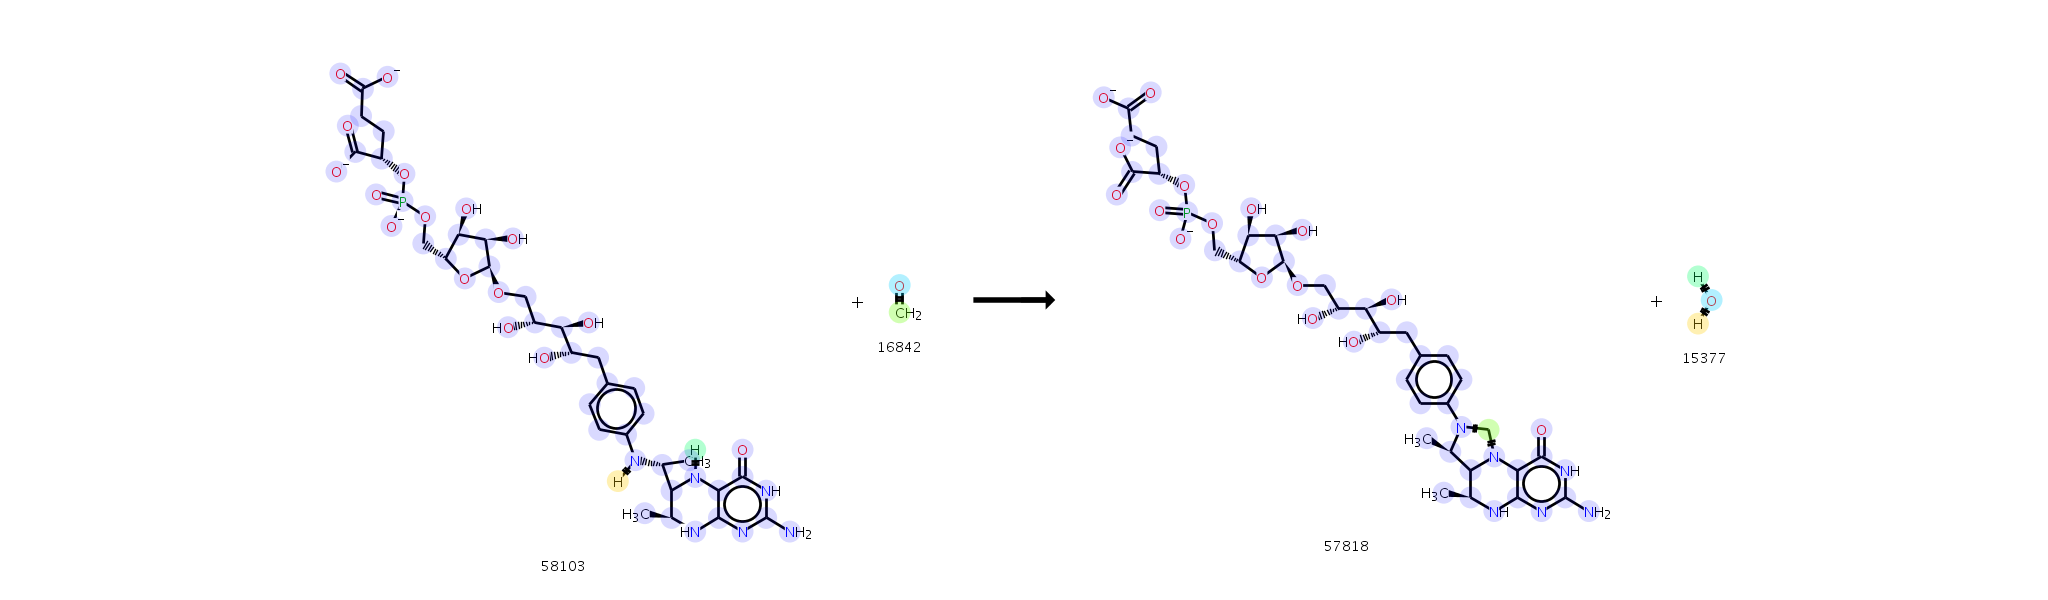 O O⁻
O
O⁻
O
O P
O⁻ O
OH
OH
O
O
HO OH
HO
N H
H
CH3
N
O
NH
H3C
HN N NH2
58103
+
O
CH2
16842
O⁻ O
O⁻
O
O
O P O
O⁻
OH
OH
O
O
OH
HO
HO
N
H3C
N
O
NH
H3C
NH N NH2
57818
+
H
O
H
15377